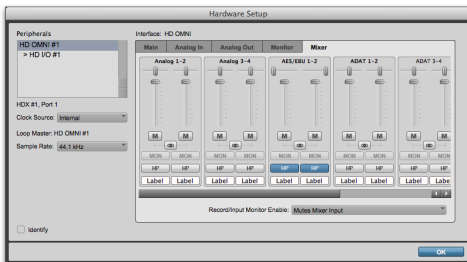 Hardware Setup
Peripherals
HD OMNI #1
> HD I/O #1
HDX #1, Port 1
Clock Source: Internal
Loop Master: HD OMNI #1
Sample Rate: 44.1 kHz
Identify
Interface: HD OMNI
Main Analog In Analog Out Monitor Mixer
Analog 1-2 Analog 3-4 AES/EBU 1-2 ADAT 1-2 ADAT 3-4
M M M M M M M M M M
MON MON MON MON MON MON MON MON MON MON
HP HP HP HP HP HP HP HP HP HP
Label Label Label Label Label Label Label Label Label Labe
Record/Input Monitor Enable: Mutes Mixer Input
OK